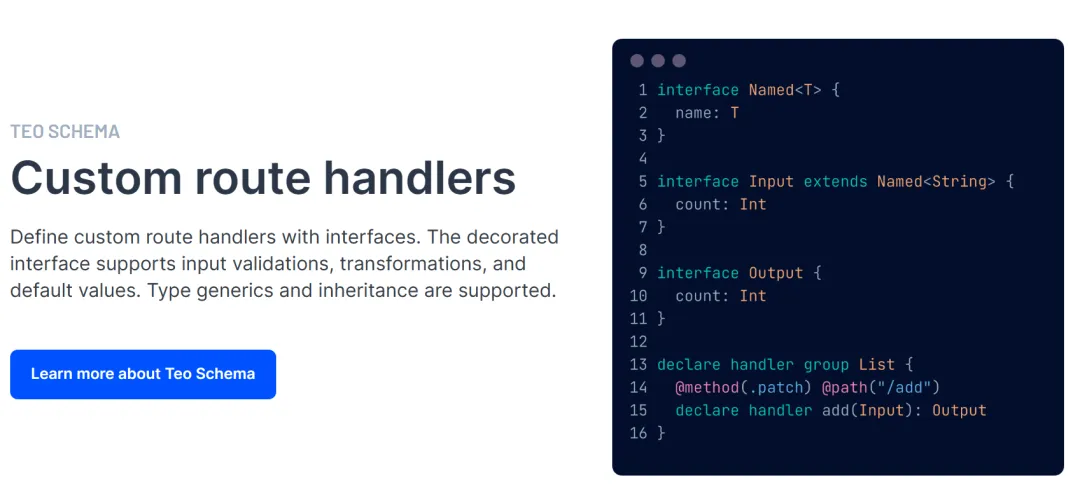 TEO SCHEMA
Custom route handlers
Define custom route handlers with interfaces. The decorated
interface supports input validations, transformations, and
default values. Type generics and inheritance are supported.
Learn more about Teo Schema
1 interface Named<T> {
2   name: T
3 }
4
5 interface Input extends Named<String> {
6   count: Int
7 }
8
9 interface Output {
10   count: Int
11 }
12
13 declare handler group List {
14   @method(.patch) @path("/add")
15   declare handler add(Input): Output
16 }